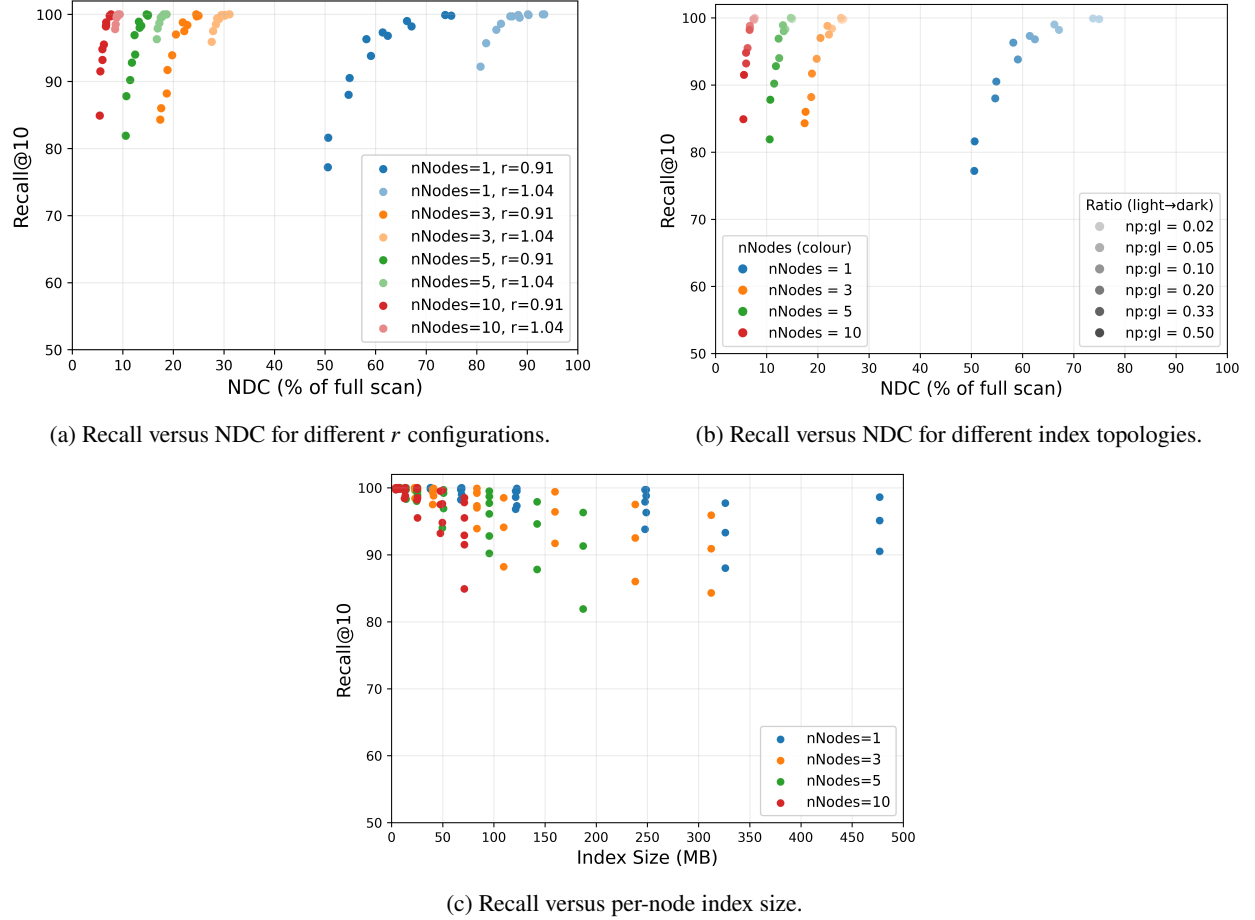 100
90
80
70
60
50
Recall@10
nNodes=1, r=0.91
nNodes=1, r=1.04
nNodes=3, r=0.91
nNodes=3, r=1.04
nNodes=5, r=0.91
nNodes=5, r=1.04
nNodes=10, r=0.91
nNodes=10, r=1.04
0 10 20 30 40 50 60 70 80 90 100
NDC (% of full scan)
(a) Recall versus NDC for different r configurations.
100
90
80
70
60
50
Recall@10
nNodes (colour)
nNodes = 1
nNodes = 3
nNodes = 5
nNodes = 10
Ratio (light→dark)
np:gl = 0.02
np:gl = 0.05
np:gl = 0.10
np:gl = 0.20
np:gl = 0.33
np:gl = 0.50
0 10 20 30 40 50 60 70 80 90 100
NDC (% of full scan)
(b) Recall versus NDC for different index topologies.
100
90
80
70
60
50
Recall@10
nNodes=1
nNodes=3
nNodes=5
nNodes=10
0 50 100 150 200 250 300 350 400 450 500
Index Size (MB)
(c) Recall versus per-node index size.